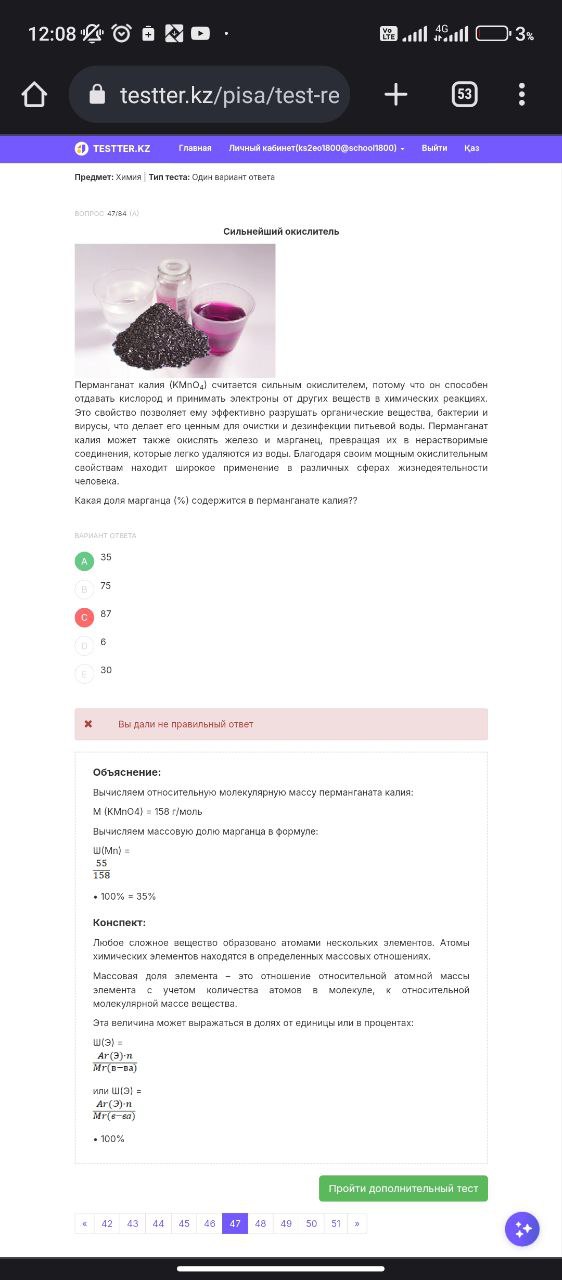 12:08
Vo LTE 4G 3%
testter.kz/pisa/test-re 53
TESTTER.KZ Главная Личный кабинет(ks2eo1800@school1800) Выйти Қаз
Предмет: Химия | Тип теста: Один вариант ответа
ВОПРОС 47/84 (A)
Сильнейший окислитель
Перманганат калия (KMnO₄) считается сильным окислителем, потому что он способен
отдавать кислород и принимать электроны от других веществ в химических реакциях.
Это свойство позволяет ему эффективно разрушать органические вещества, бактерии и
вирусы, что делает его ценным для очистки и дезинфекции питьевой воды. Перманганат
калия может также окислять железо и марганец, превращая их в нерастворимые
соединения, которые легко удаляются из воды. Благодаря своим мощным окислительным
свойствам находит широкое применение в различных сферах жизнедеятельности
человека.
Какая доля марганца (%) содержится в перманганате калия??
ВАРИАНТ ОТВЕТА
A 35
B 75
C 87
D 6
E 30
✖ Вы дали не правильный ответ
Объяснение:
Вычисляем относительную молекулярную массу перманганата калия:
M (KMnO4) = 158 г/моль
Вычисляем массовую долю марганца в формуле:
Ш(Mn) =
55
158
• 100% = 35%
Конспект:
Любое сложное вещество образовано атомами нескольких элементов. Атомы
химических элементов находятся в определенных массовых отношениях.
Массовая доля элемента – это отношение относительной атомной массы
элемента с учетом количества атомов в молекуле, к относительной
молекулярной массе вещества.
Эта величина может выражаться в долях от единицы или в процентах:
Ш(Э) =
Ar(Э)·n
Mr(в−ва)
или Ш(Э) =
Ar(Э)·n
Mr(в−ва)
• 100%
Пройти дополнительный тест
« 42 43 44 45 46 47 48 49 50 51 »